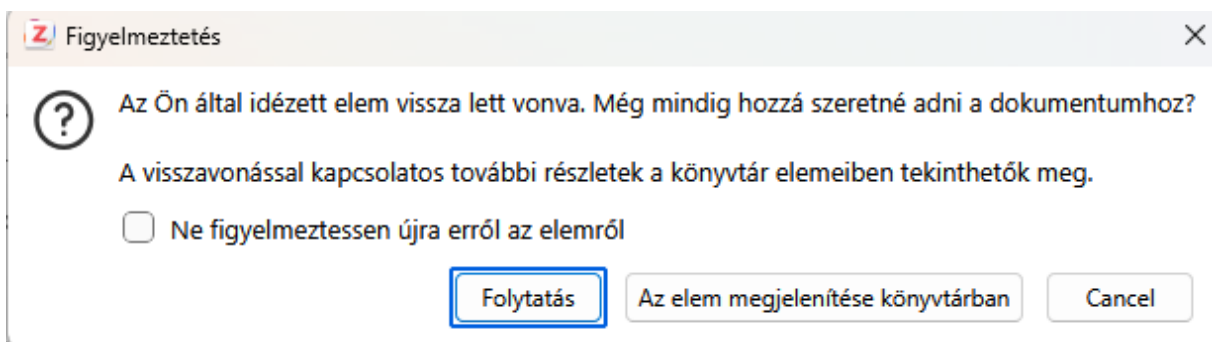 Figyelmeztetés
Az Ön által idézett elem vissza lett vonva. Még mindig hozzá szeretné adni a dokumentumhoz?
A visszavonással kapcsolatos további részletek a könyvtár elemeiben tekinthetők meg.
Ne figyelmeztessen újra erről az elemről
Folytatás
Az elem megjelenítése könyvtárban
Cancel